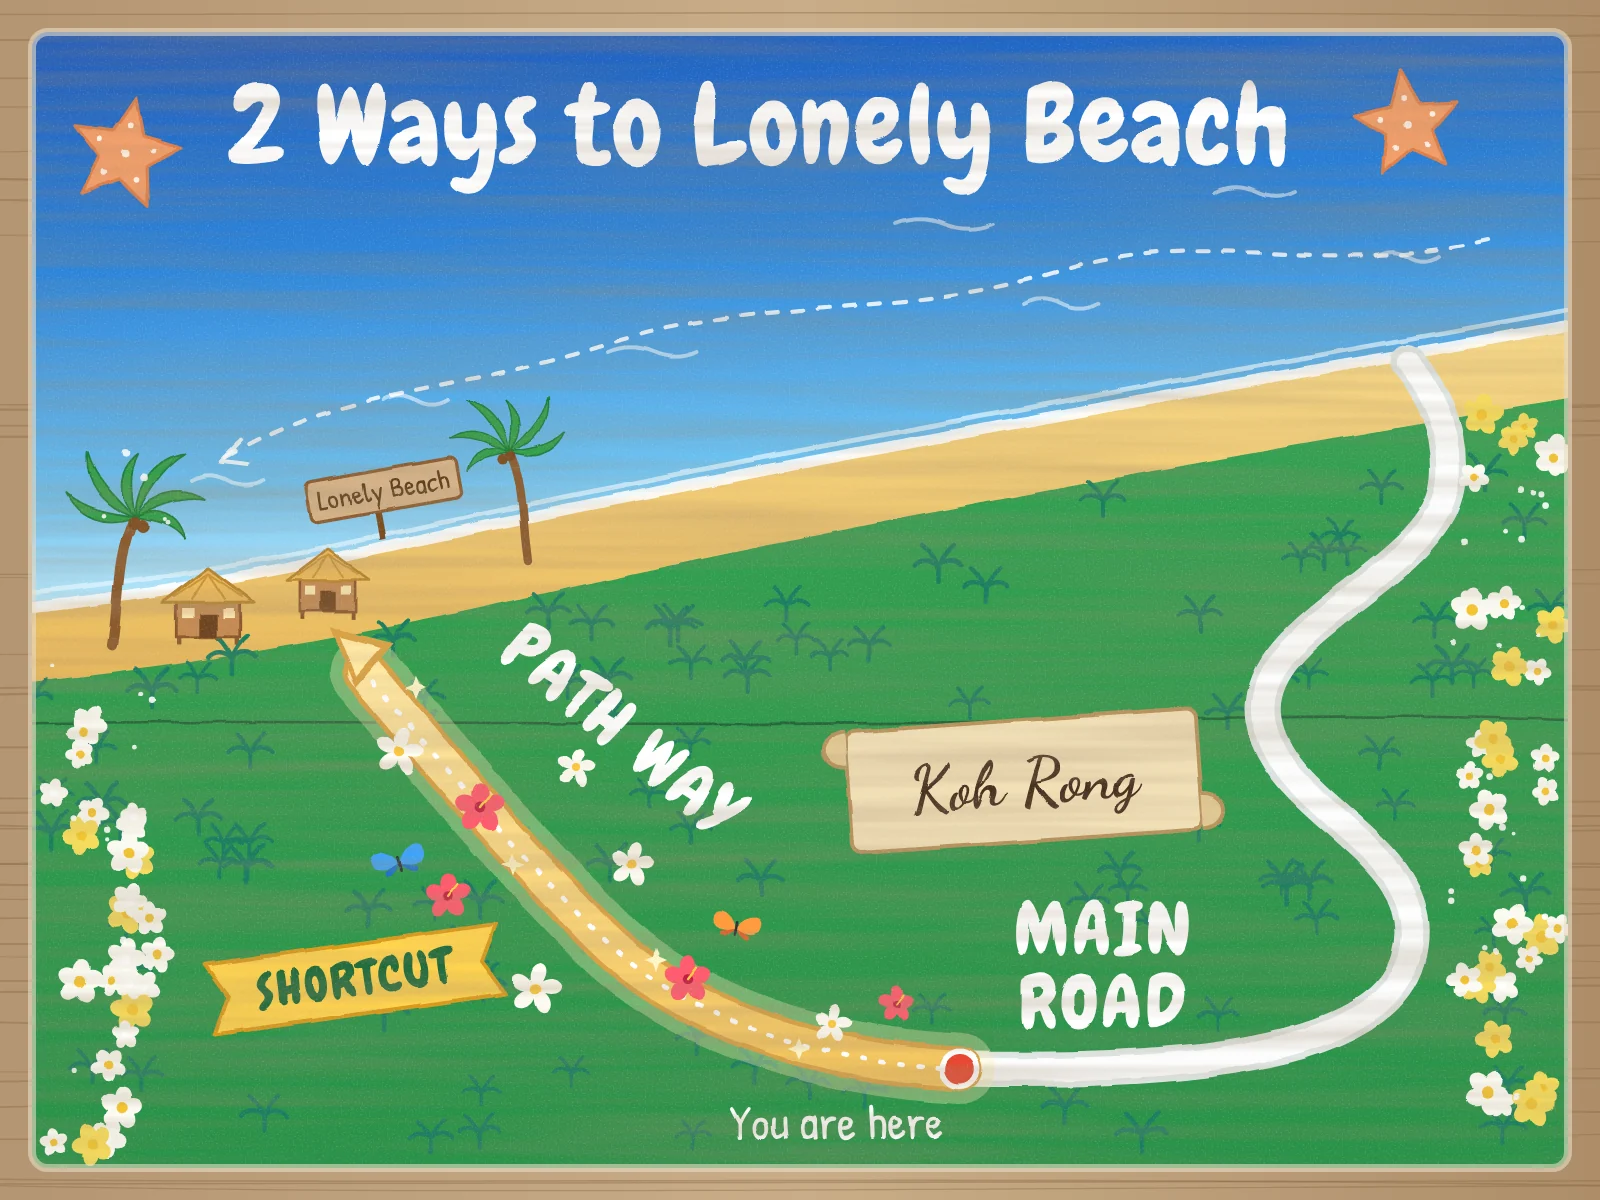 2 Ways to Lonely Beach
Lonely Beach
PATH WAY
Koh Rong
SHORTCUT
MAIN
ROAD
You are here